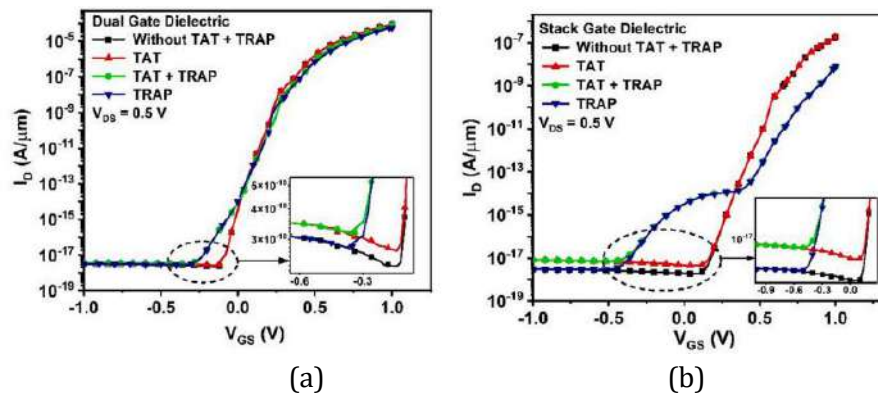 Dual Gate Dielectric
Without TAT + TRAP
TAT
TAT + TRAP
TRAP
V_DS = 0.5 V
I_D (A/μm)
10^-5
10^-7
10^-9
10^-11
10^-13
10^-15
10^-17
10^-19
-1.0 -0.5 0.0 0.5 1.0
V_GS (V)
-0.6 -0.3
(a)
Stack Gate Dielectric
Without TAT + TRAP
TAT
TAT + TRAP
TRAP
V_DS = 0.5 V
I_D (A/μm)
10^-7
10^-9
10^-11
10^-13
10^-15
10^-17
10^-19
-1.0 -0.5 0.0 0.5 1.0
V_GS (V)
10^-17
-0.9 -0.6 -0.3 0.0
(b)